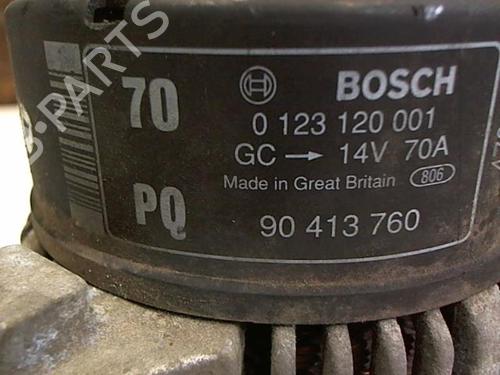 70
BOSCH
0 123 120 001
GC → 14V 70A
Made in Great Britain 806
PQ
90 413 760
B-PARTS